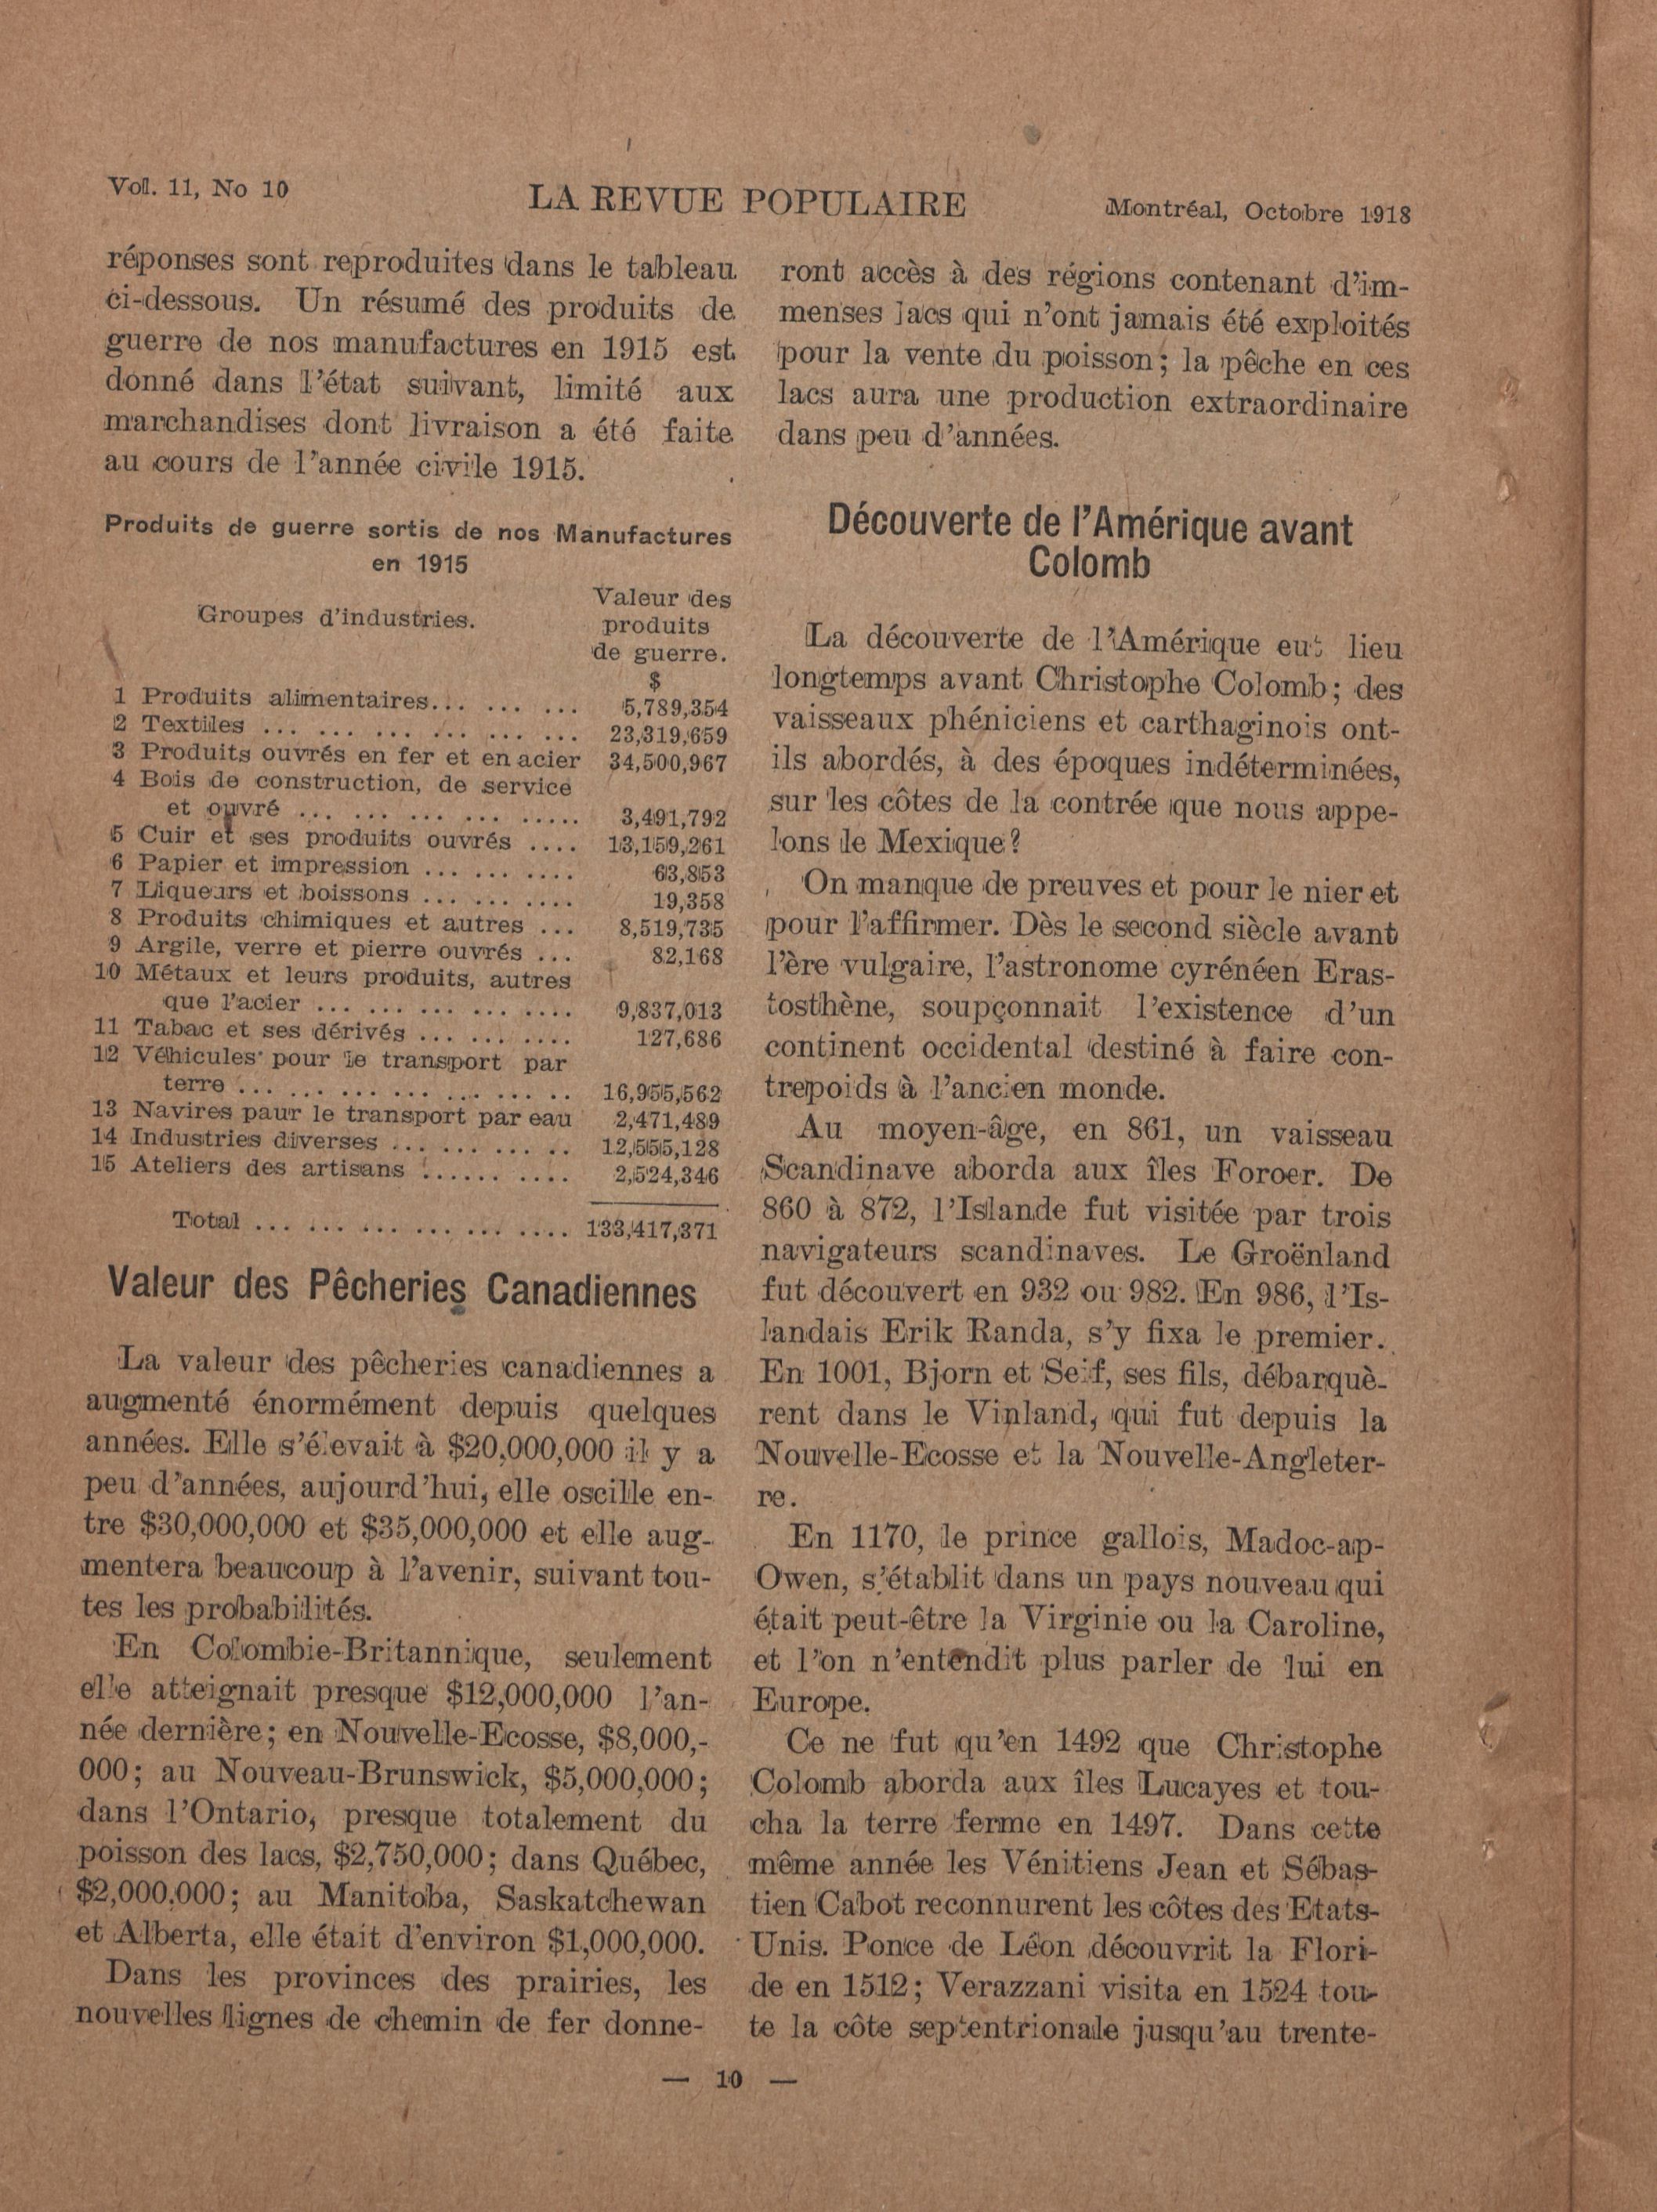 Vol. 11, No 10
LA REVUE POPULAIRE
Montréal, Octobre 1918
réponses sont reproduites dans le tableau
ci-dessous. Un résumé des produits de
guerre de nos manufactures en 1915 est
donné dans l'état suivant, limité aux
marchandises dont livraison a été faite
au cours de l'année civile 1915.
Produits de guerre sortis de nos Manufactures
en 1915
Groupes d'industries.
Valeur des
produits
de guerre.
$
1 Produits alimentaires... ... ... 5,789,354
2 Textiles ... ... ... ... ... ... 23,319,659
3 Produits ouvrés en fer et en acier 34,500,967
4 Bois de construction, de service
et ouvré ... ... ... ... ..... 3,491,792
5 Cuir et ses produits ouvrés .... 13,159,261
6 Papier et impression ... ... .... 63,853
7 Liqueurs et boissons ... ... .... 19,358
8 Produits chimiques et autres ... 8,519,735
9 Argile, verre et pierre ouvrés ... 82,168
10 Métaux et leurs produits, autres
que l'acier ... ... ... ... .... 9,837,013
11 Tabac et ses dérivés ... ... .... 127,686
12 Véhicules pour le transport par
terre ... ... ... ... ... ... .. 16,955,562
13 Navires paur le transport par eau 2,471,489
14 Industries diverses ... ... ... .. 12,555,128
15 Ateliers des artisans ...... .... 2,524,346
Total ... ... ... ... ... .... 133,417,371
Valeur des Pêcheries Canadiennes
La valeur des pêcheries canadiennes a
augmenté énormément depuis quelques
années. Elle s'élevait à $20,000,000 il y a
peu d'années, aujourd'hui, elle oscille en-
tre $30,000,000 et $35,000,000 et elle aug-
mentera beaucoup à l'avenir, suivant tou-
tes les probabilités.
En Colombie-Britannique, seulement
elle atteignait presque $12,000,000 l'an-
née dernière; en Nouvelle-Ecosse, $8,000,-
000; au Nouveau-Brunswick, $5,000,000;
dans l'Ontario, presque totalement du
poisson des lacs, $2,750,000; dans Québec,
$2,000,000; au Manitoba, Saskatchewan
et Alberta, elle était d'environ $1,000,000.
Dans les provinces des prairies, les
nouvelles lignes de chemin de fer donne-
ront accès à des régions contenant d'im-
menses lacs qui n'ont jamais été exploités
pour la vente du poisson; la pêche en ces
lacs aura une production extraordinaire
dans peu d'années.
Découverte de l'Amérique avant
Colomb
La découverte de l'Amérique eut lieu
longtemps avant Christophe Colomb; des
vaisseaux phéniciens et carthaginois ont-
ils abordés, à des époques indéterminées,
sur les côtes de la contrée que nous appe-
lons le Mexique?
On manque de preuves et pour le nier et
pour l'affirmer. Dès le second siècle avant
l'ère vulgaire, l'astronome cyrénéen Eras-
tosthène, soupçonnait l'existence d'un
continent occidental destiné à faire con-
trepoids à l'ancien monde.
Au moyen-âge, en 861, un vaisseau
Scandinave aborda aux îles Foroer. De
860 à 872, l'Islande fut visitée par trois
navigateurs scandinaves. Le Groënland
fut découvert en 932 ou 982. En 986, l'Is-
landais Erik Randa, s'y fixa le premier.
En 1001, Bjorn et Seif, ses fils, débarquè-
rent dans le Vinland, qui fut depuis la
Nouvelle-Ecosse et la Nouvelle-Angleter-
re.
En 1170, le prince gallois, Madoc-ap-
Owen, s'établit dans un pays nouveau qui
était peut-être la Virginie ou la Caroline,
et l'on n'entendit plus parler de lui en
Europe.
Ce ne fut qu'en 1492 que Christophe
Colomb aborda aux îles Lucayes et tou-
cha la terre ferme en 1497. Dans cette
même année les Vénitiens Jean et Sébas-
tien Cabot reconnurent les côtes des Etats-
Unis. Ponce de Léon découvrit la Flori-
de en 1512; Verazzani visita en 1524 tou-
te la côte septentrionale jusqu'au trente-
— 10 —